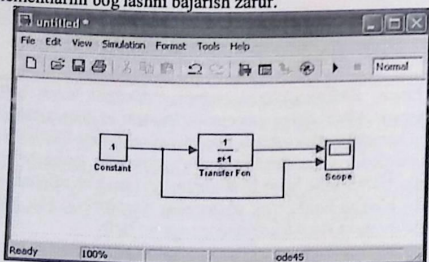 ementlarini bog'lashni bajarish zarur.
untitled *
File Edit View Simulation Format Tools Help
Normal
1
Constant
1
s+1
Transfer Fcn
Scope
Ready 100% ode45